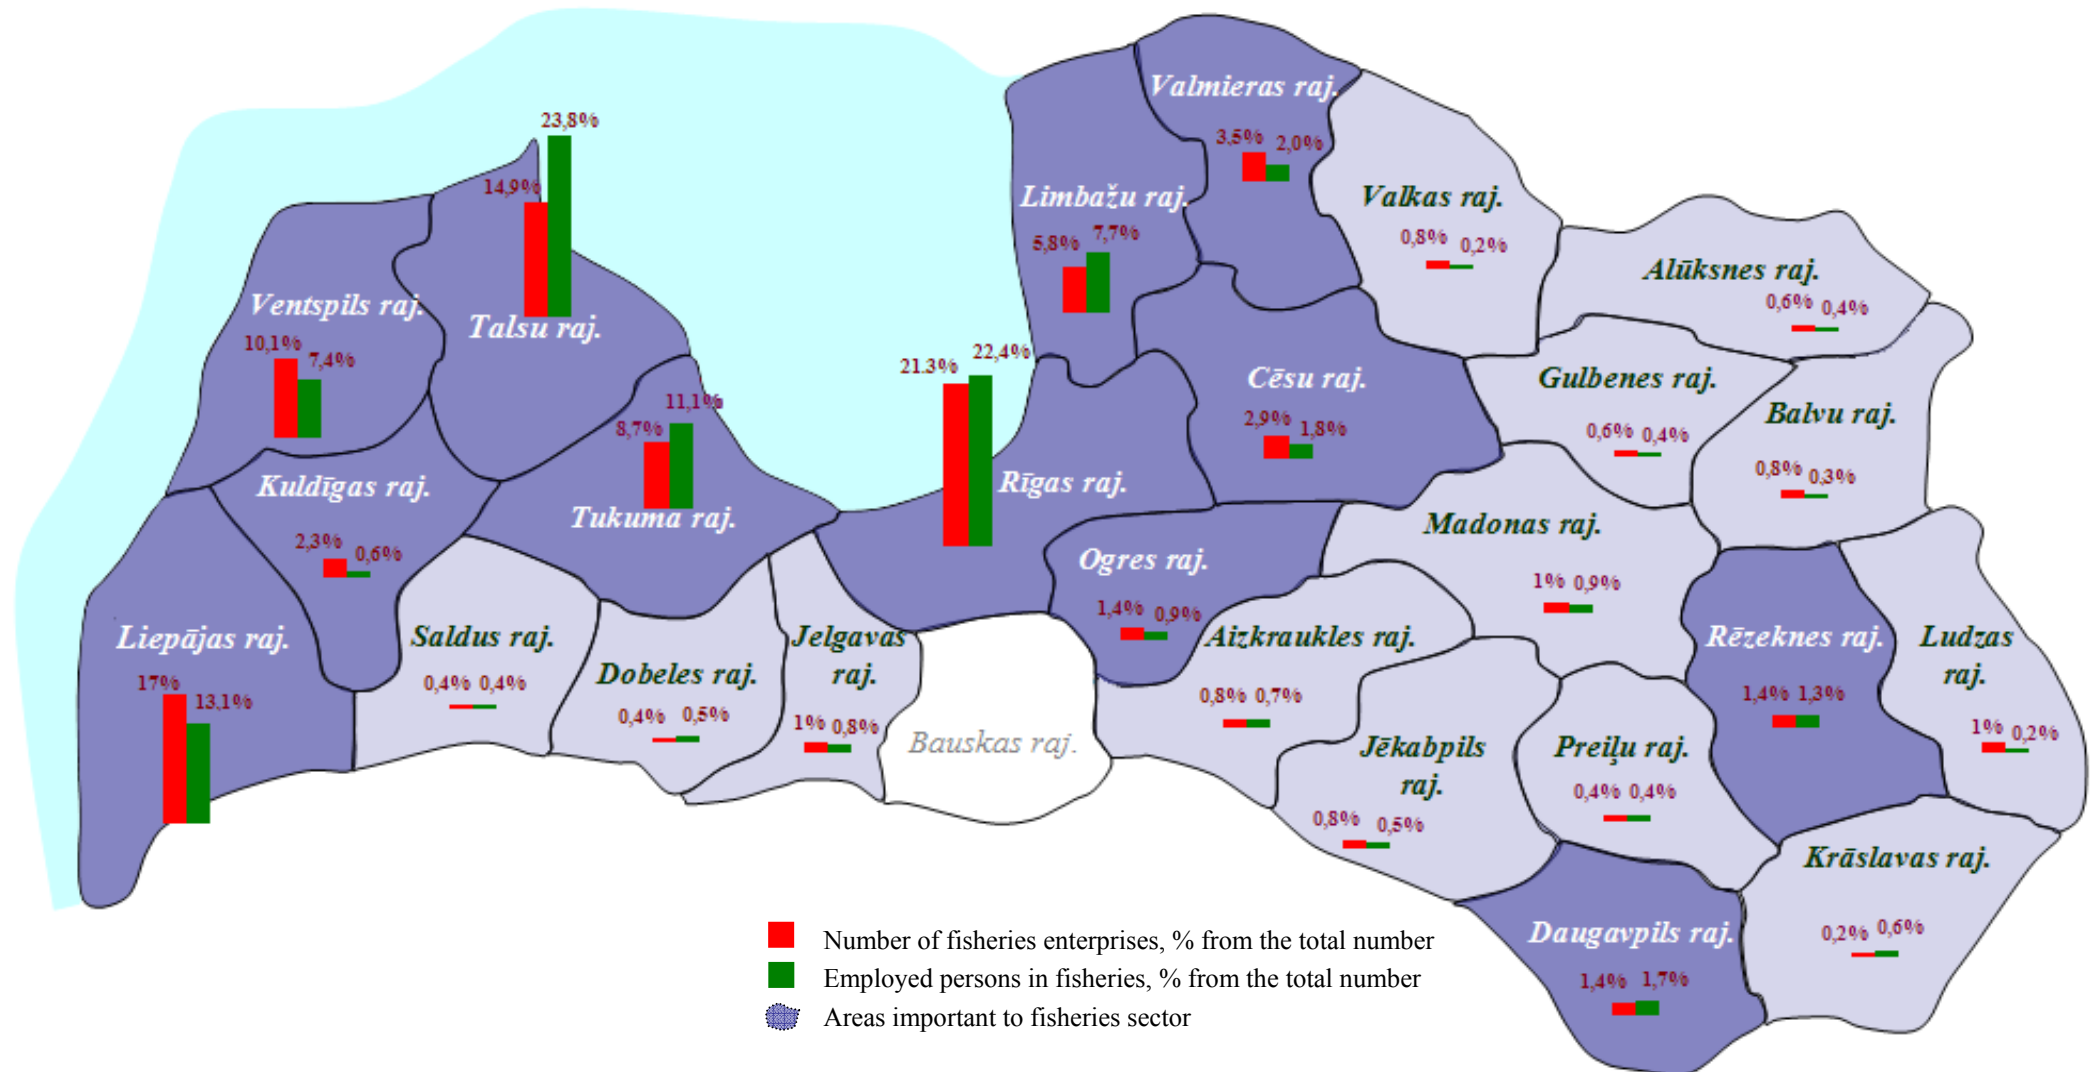 Valmieras raj.
3,5% 2,0%
23,8%
14,9%
Talsu raj.
Limbažu raj.
5,8% 7,7%
Valkas raj.
0,8% 0,2%
Alūksnes raj.
0,6% 0,4%
Ventspils raj.
10,1% 7,4%
21.3% 22,4%
Rīgas raj.
Cēsu raj.
2,9% 1,8%
Gulbenes raj.
0,6% 0,4%
Balvu raj.
0,8% 0,3%
11,1%
8,7%
Tukuma raj.
Kuldīgas raj.
2,3% 0,6%
Ogres raj.
1,4% 0,9%
Madonas raj.
1% 0,9%
Liepājas raj.
17% 13,1%
Saldus raj.
0,4% 0,4%
Dobeles raj.
0,4% 0,5%
Jelgavas
raj.
1% 0,8%
Bauskas raj.
Aizkraukles raj.
0,8% 0,7%
Jēkabpils
raj.
0,8% 0,5%
Preiļu raj.
0,4% 0,4%
Rēzeknes raj.
1,4% 1,3%
Ludzas
raj.
1% 0,2%
Krāslavas raj.
0,2% 0,6%
Daugavpils raj.
1,4% 1,7%
Number of fisheries enterprises, % from the total number
Employed persons in fisheries, % from the total number
Areas important to fisheries sector